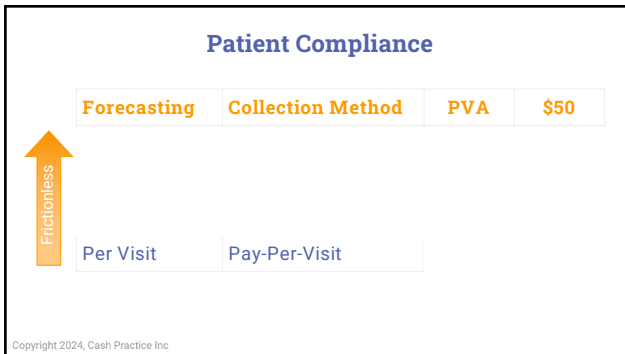 Patient Compliance
Forecasting Collection Method PVA $50
Frictionless
Per Visit Pay-Per-Visit
Copyright 2024, Cash Practice Inc